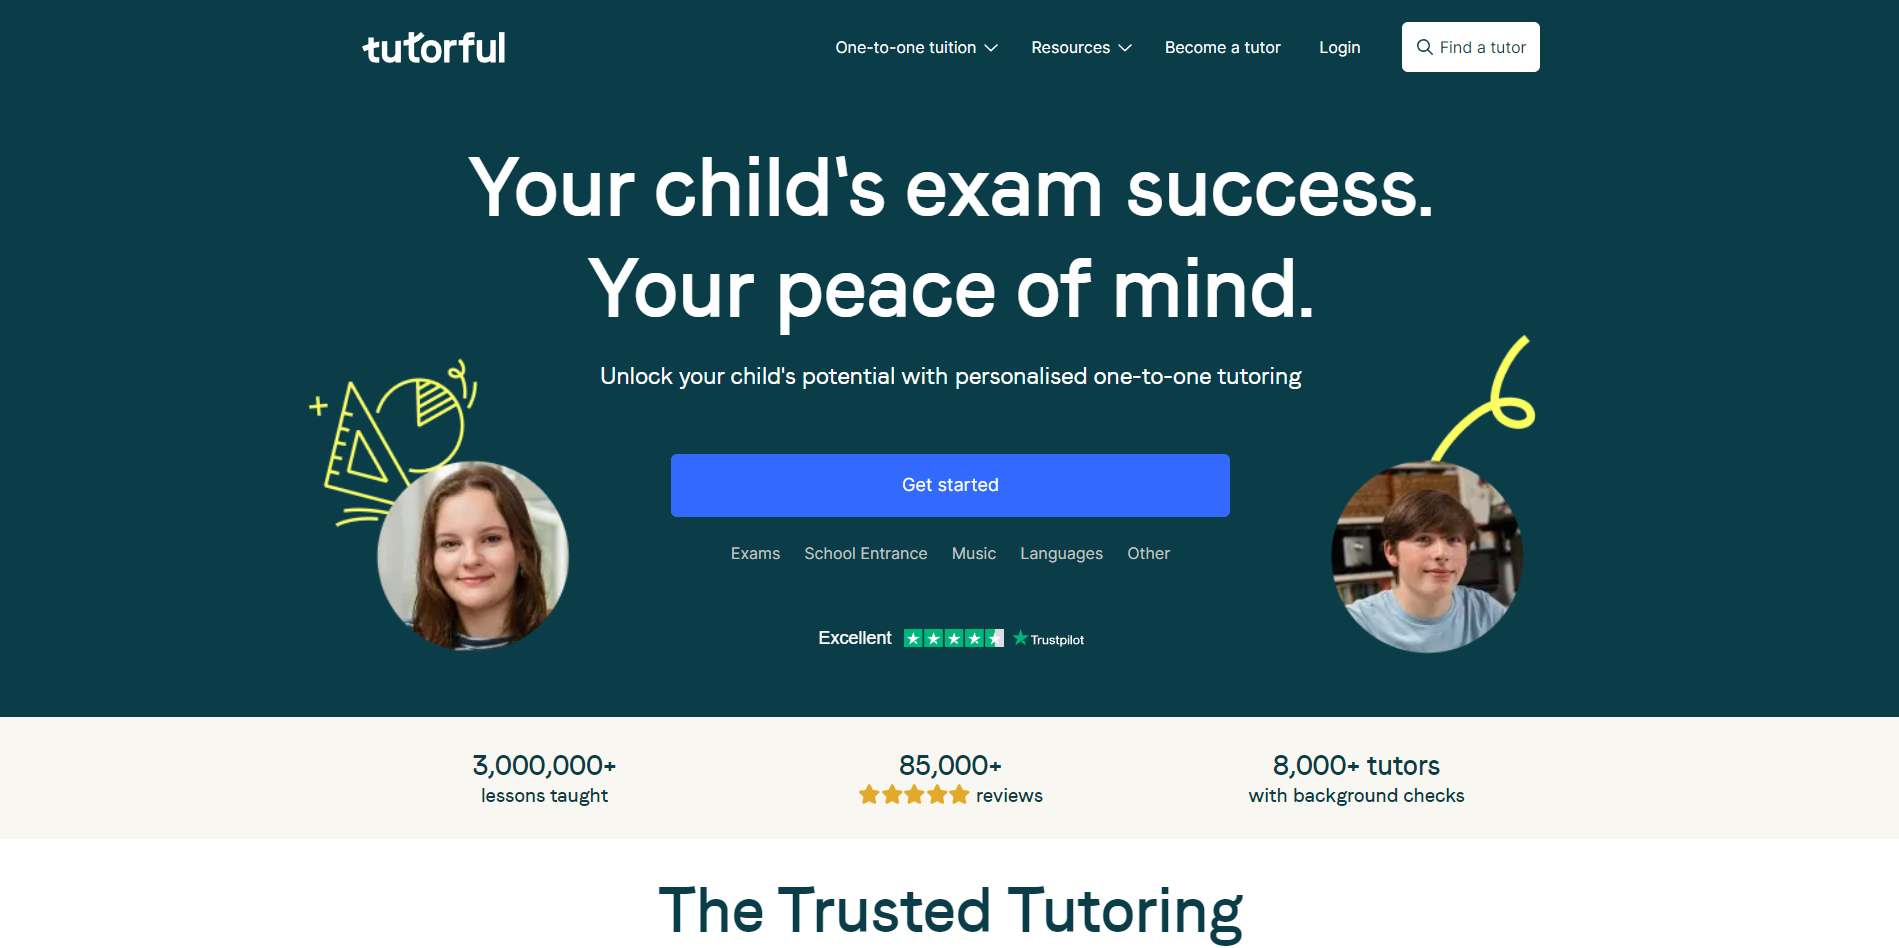 tutorful
One-to-one tuition
Resources
Become a tutor
Login
Find a tutor
Your child's exam success.
Your peace of mind.
Unlock your child's potential with personalised one-to-one tutoring
Get started
Exams School Entrance Music Languages Other
Excellent Trustpilot
3,000,000+
lessons taught
85,000+
reviews
8,000+ tutors
with background checks
The Trusted Tutoring